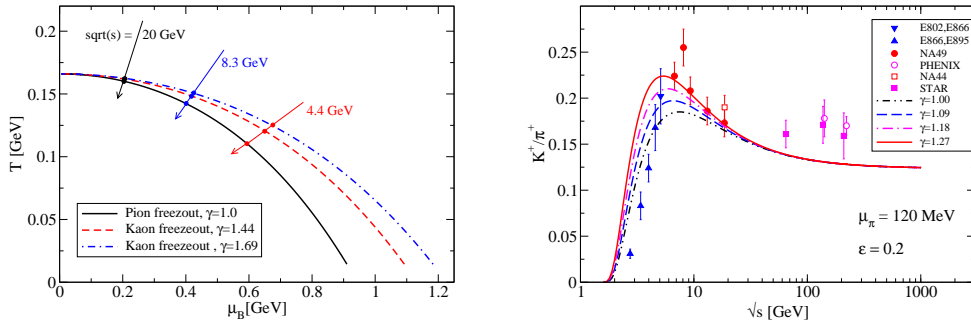 0.2
0.15
0.1
0.05
0
T [GeV]
sqrt(s) = 20 GeV
8.3 GeV
4.4 GeV
Pion freezout, γ=1.0
Kaon freezeout, γ=1.44
Kaon freezeout , γ=1.69
0 0.2 0.4 0.6 0.8 1 1.2
μB[GeV]
0.25
0.2
0.15
0.1
0.05
0
K+/π+
E802,E866
E866,E895
NA49
PHENIX
NA44
STAR
γ=1.00
γ=1.09
γ=1.18
γ=1.27
μπ = 120 MeV
ε = 0.2
1 10 100 1000
√s [GeV]